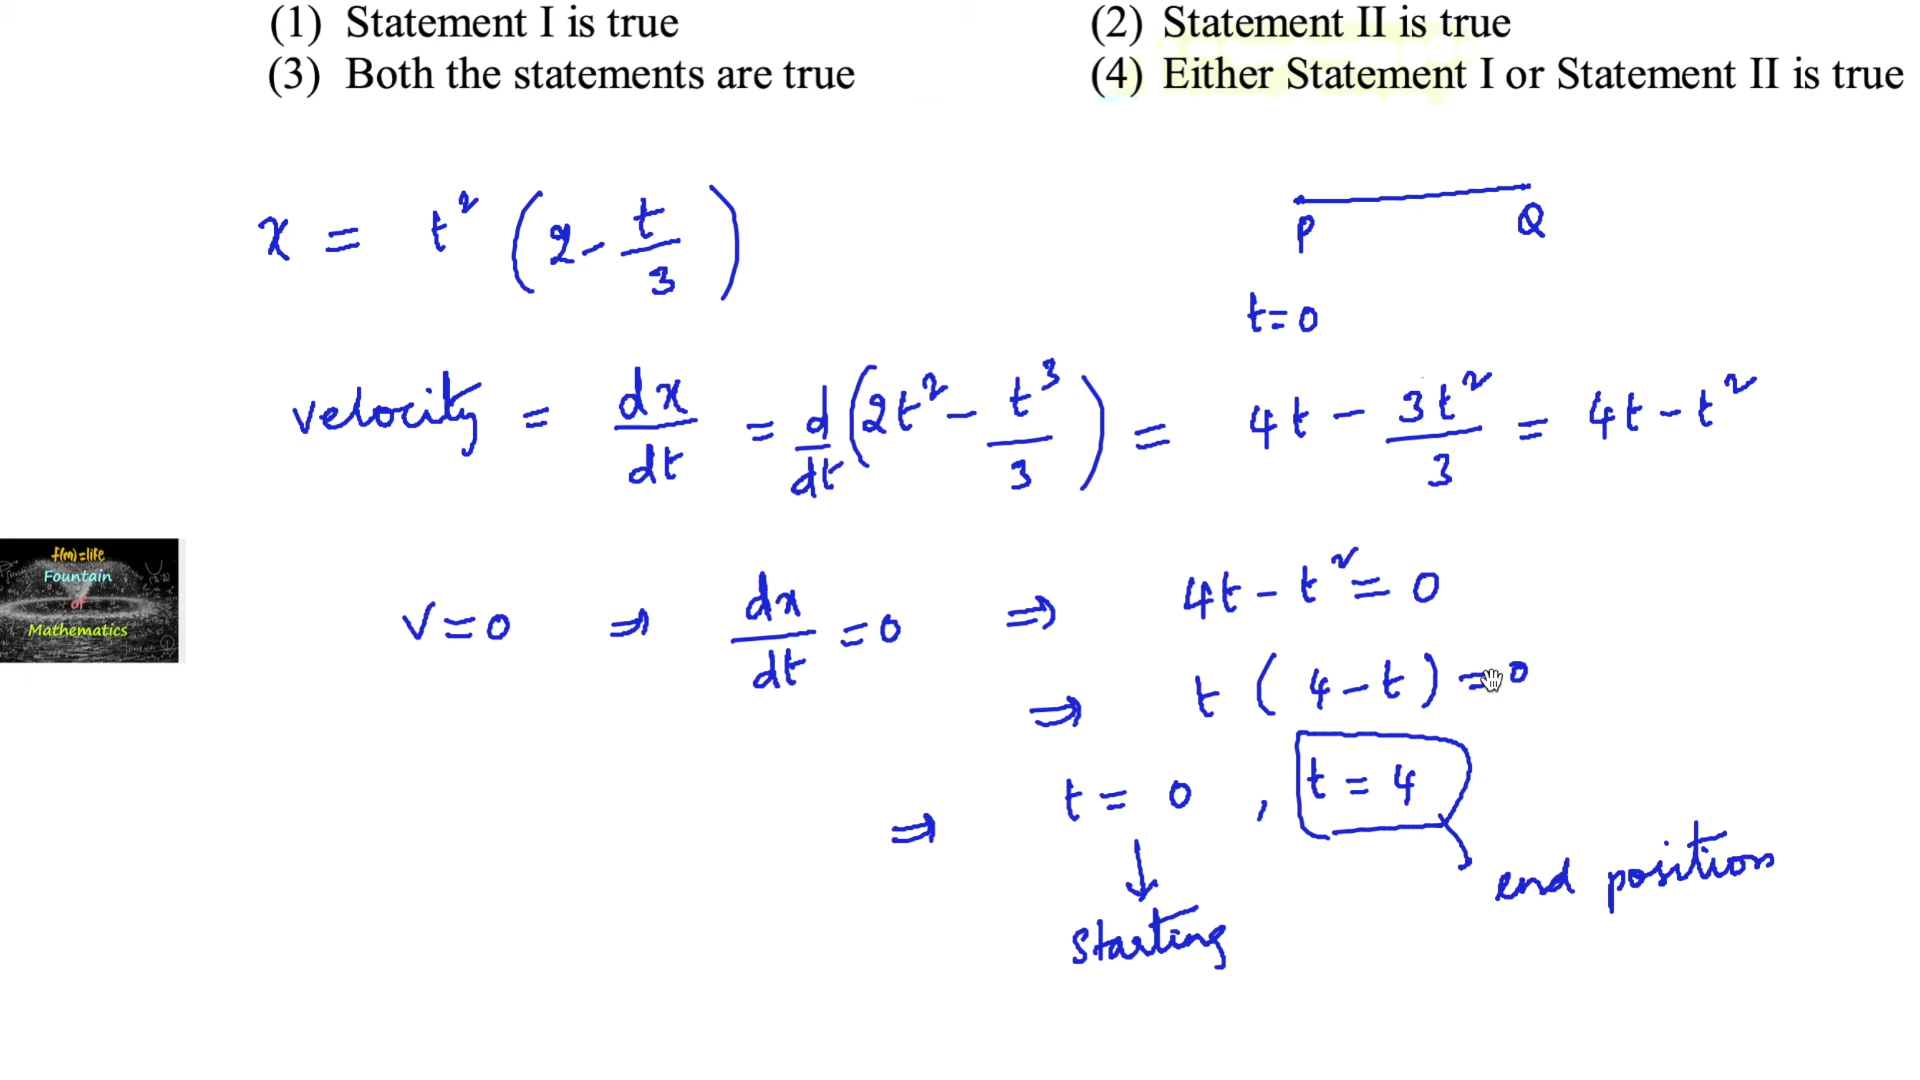 (1) Statement I is true (2) Statement II is true
(3) Both the statements are true (4) Either Statement I or Statement II is true
x = t² (2 - t/3)
P Q
t=0
velocity = dx/dt = d/dt (2t² - t³/3) = 4t - 3t²/3 = 4t - t²
f(m)=life
Fountain
of
Mathematics
v=0 ⇒ dx/dt = 0 ⇒ 4t - t² = 0
⇒ t (4-t) = 0
⇒ t = 0 , t = 4
end position
starting